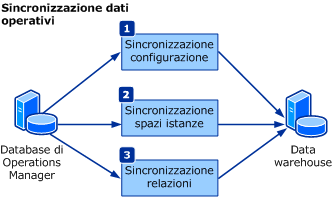 Sincronizzazione dati
operativi
1
Sincronizzazione
configurazione
2
Sincronizzazione
spazi istanze
3
Sincronizzazione
relazioni
Database di
Operations
Manager
Data
warehouse